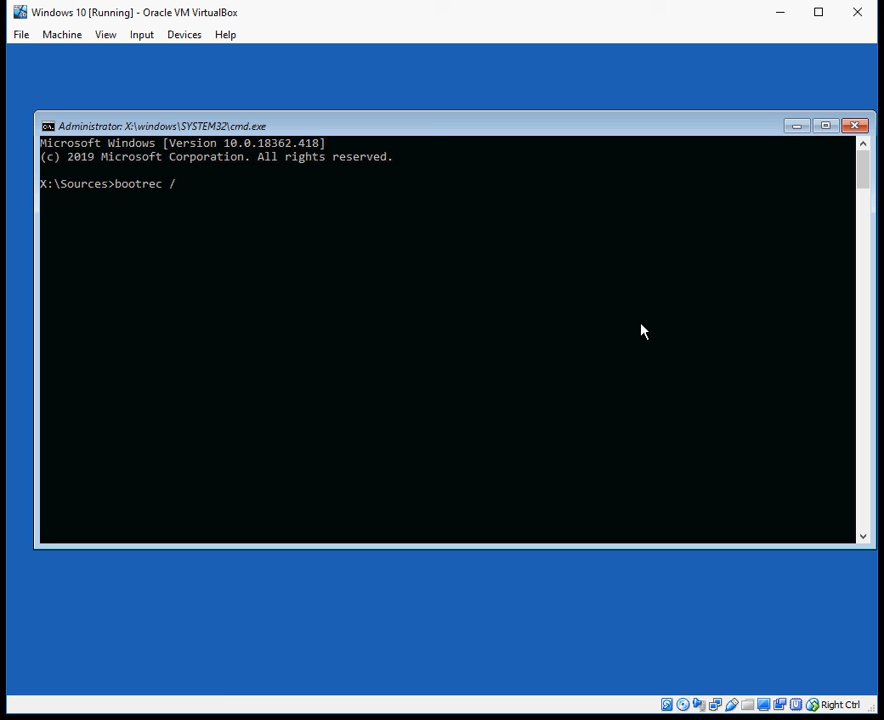 Windows 10 [Running] - Oracle VM VirtualBox
File Machine View Input Devices Help
Administrator: X:\windows\SYSTEM32\cmd.exe
Microsoft Windows [Version 10.0.18362.418]
(c) 2019 Microsoft Corporation. All rights reserved.
X:\Sources>bootrec /
Right Ctrl